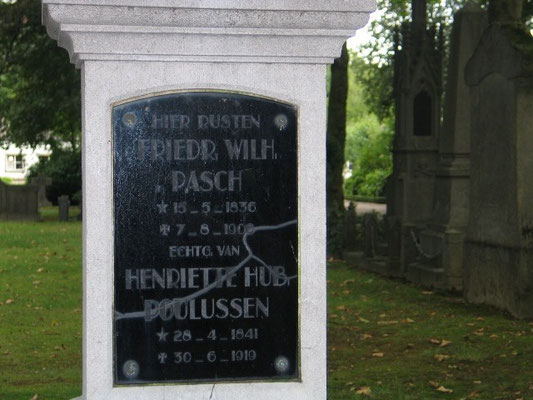 HIER RUSTEN
FRIEDR. WILH.
PASCH
★ 15-5-1836
✝ 7-8-
ECHTG. VAN
HENRIETTE HUB.
POULUSSEN
★ 28-4-1841
✝ 30-6-1919